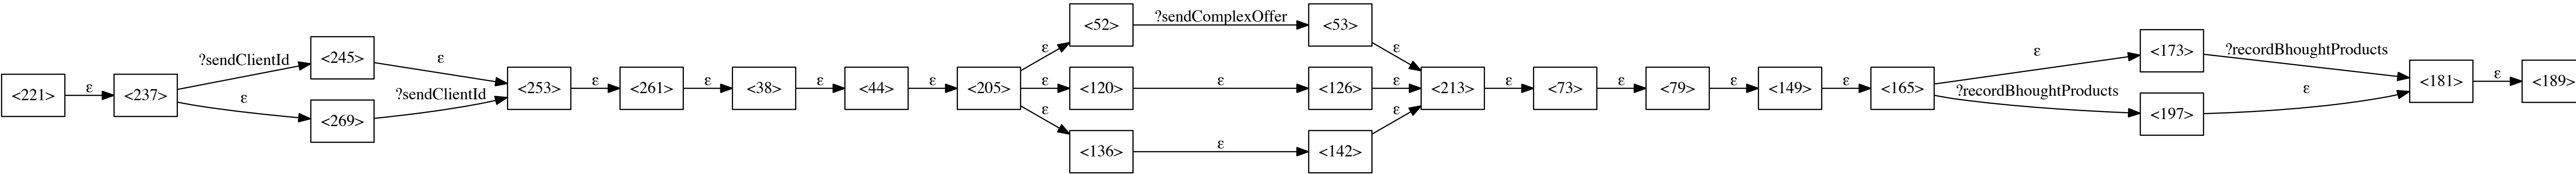 <221>
ε
<237>
?sendClientId
<245>
ε
ε
<269>
?sendClientId
<253>
ε
<261>
ε
<38>
ε
<44>
ε
<205>
ε
<52>
?sendComplexOffer
<53>
ε
ε
<120>
ε
<126>
ε
ε
<136>
ε
<142>
ε
<213>
ε
<73>
ε
<79>
ε
<149>
ε
<165>
ε
<173>
?recordBhoughtProducts
?recordBhoughtProducts
<197>
ε
<181>
ε
<189>